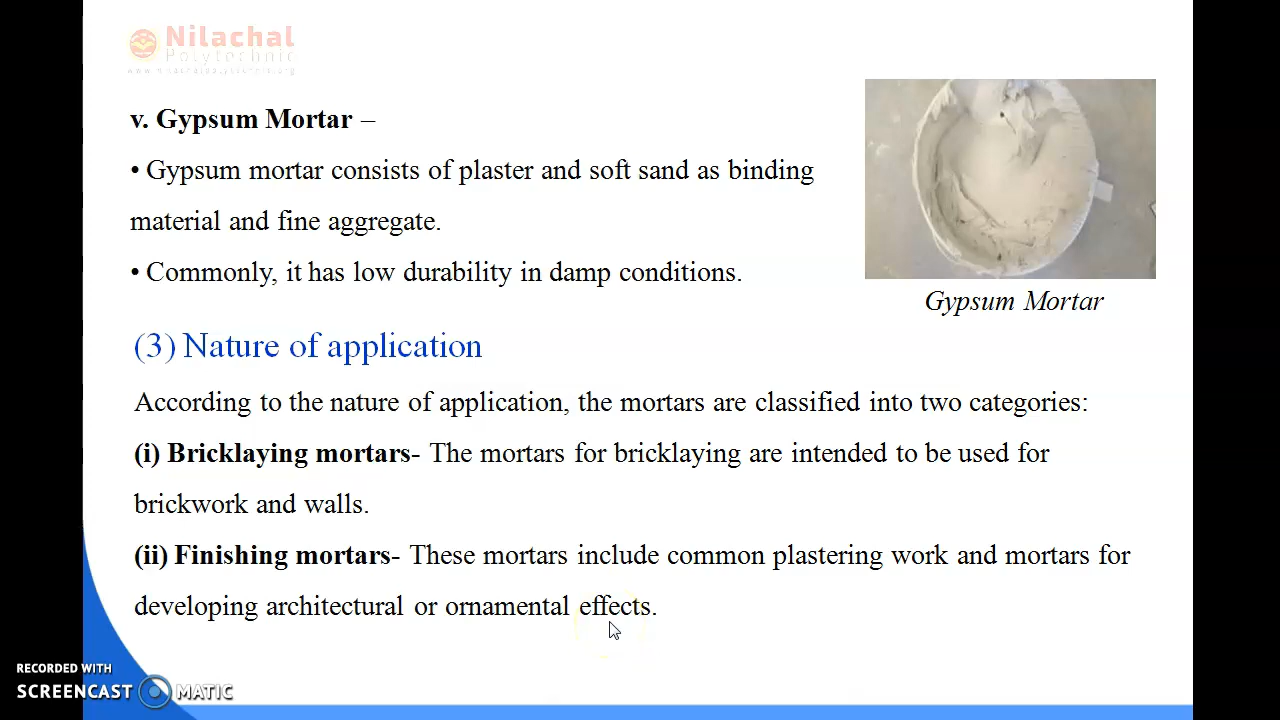 Nilachal
Polytechnic
v. Gypsum Mortar –
• Gypsum mortar consists of plaster and soft sand as binding
material and fine aggregate.
• Commonly, it has low durability in damp conditions.
Gypsum Mortar
(3) Nature of application
According to the nature of application, the mortars are classified into two categories:
(i) Bricklaying mortars- The mortars for bricklaying are intended to be used for
brickwork and walls.
(ii) Finishing mortars- These mortars include common plastering work and mortars for
developing architectural or ornamental effects.
RECORDED WITH
SCREENCAST MATIC